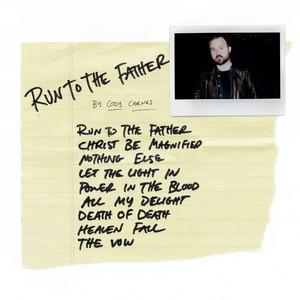 RUN TO THE FATHER
BY CODY CARNES
RUN TO THE FATHER
CHRIST BE MAGNIFIED
NOTHING ELSE
LET THE LIGHT IN
POWER IN THE BLOOD
ALL MY DELIGHT
DEATH OF DEATH
HEAVEN FALL
THE VOW